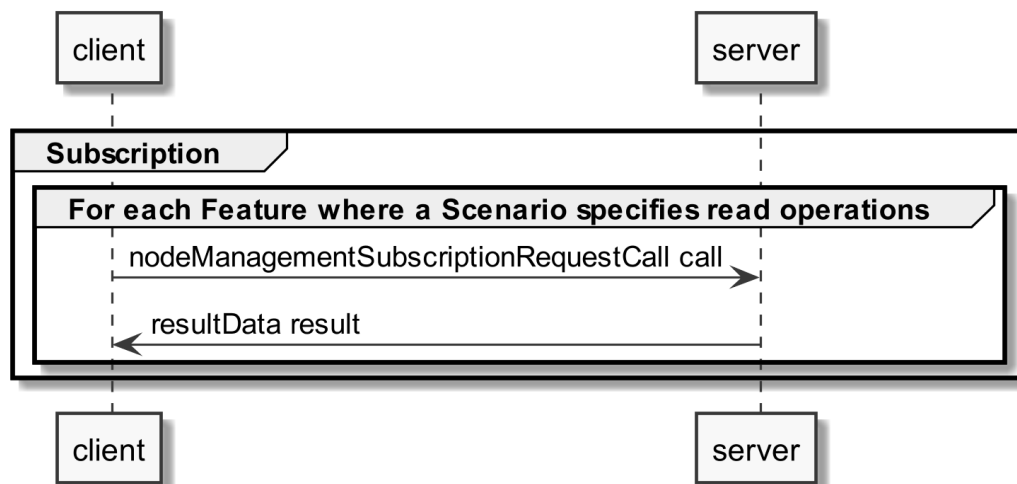 client server
Subscription
For each Feature where a Scenario specifies read operations
nodeManagementSubscriptionRequestCall call
resultData result
client server